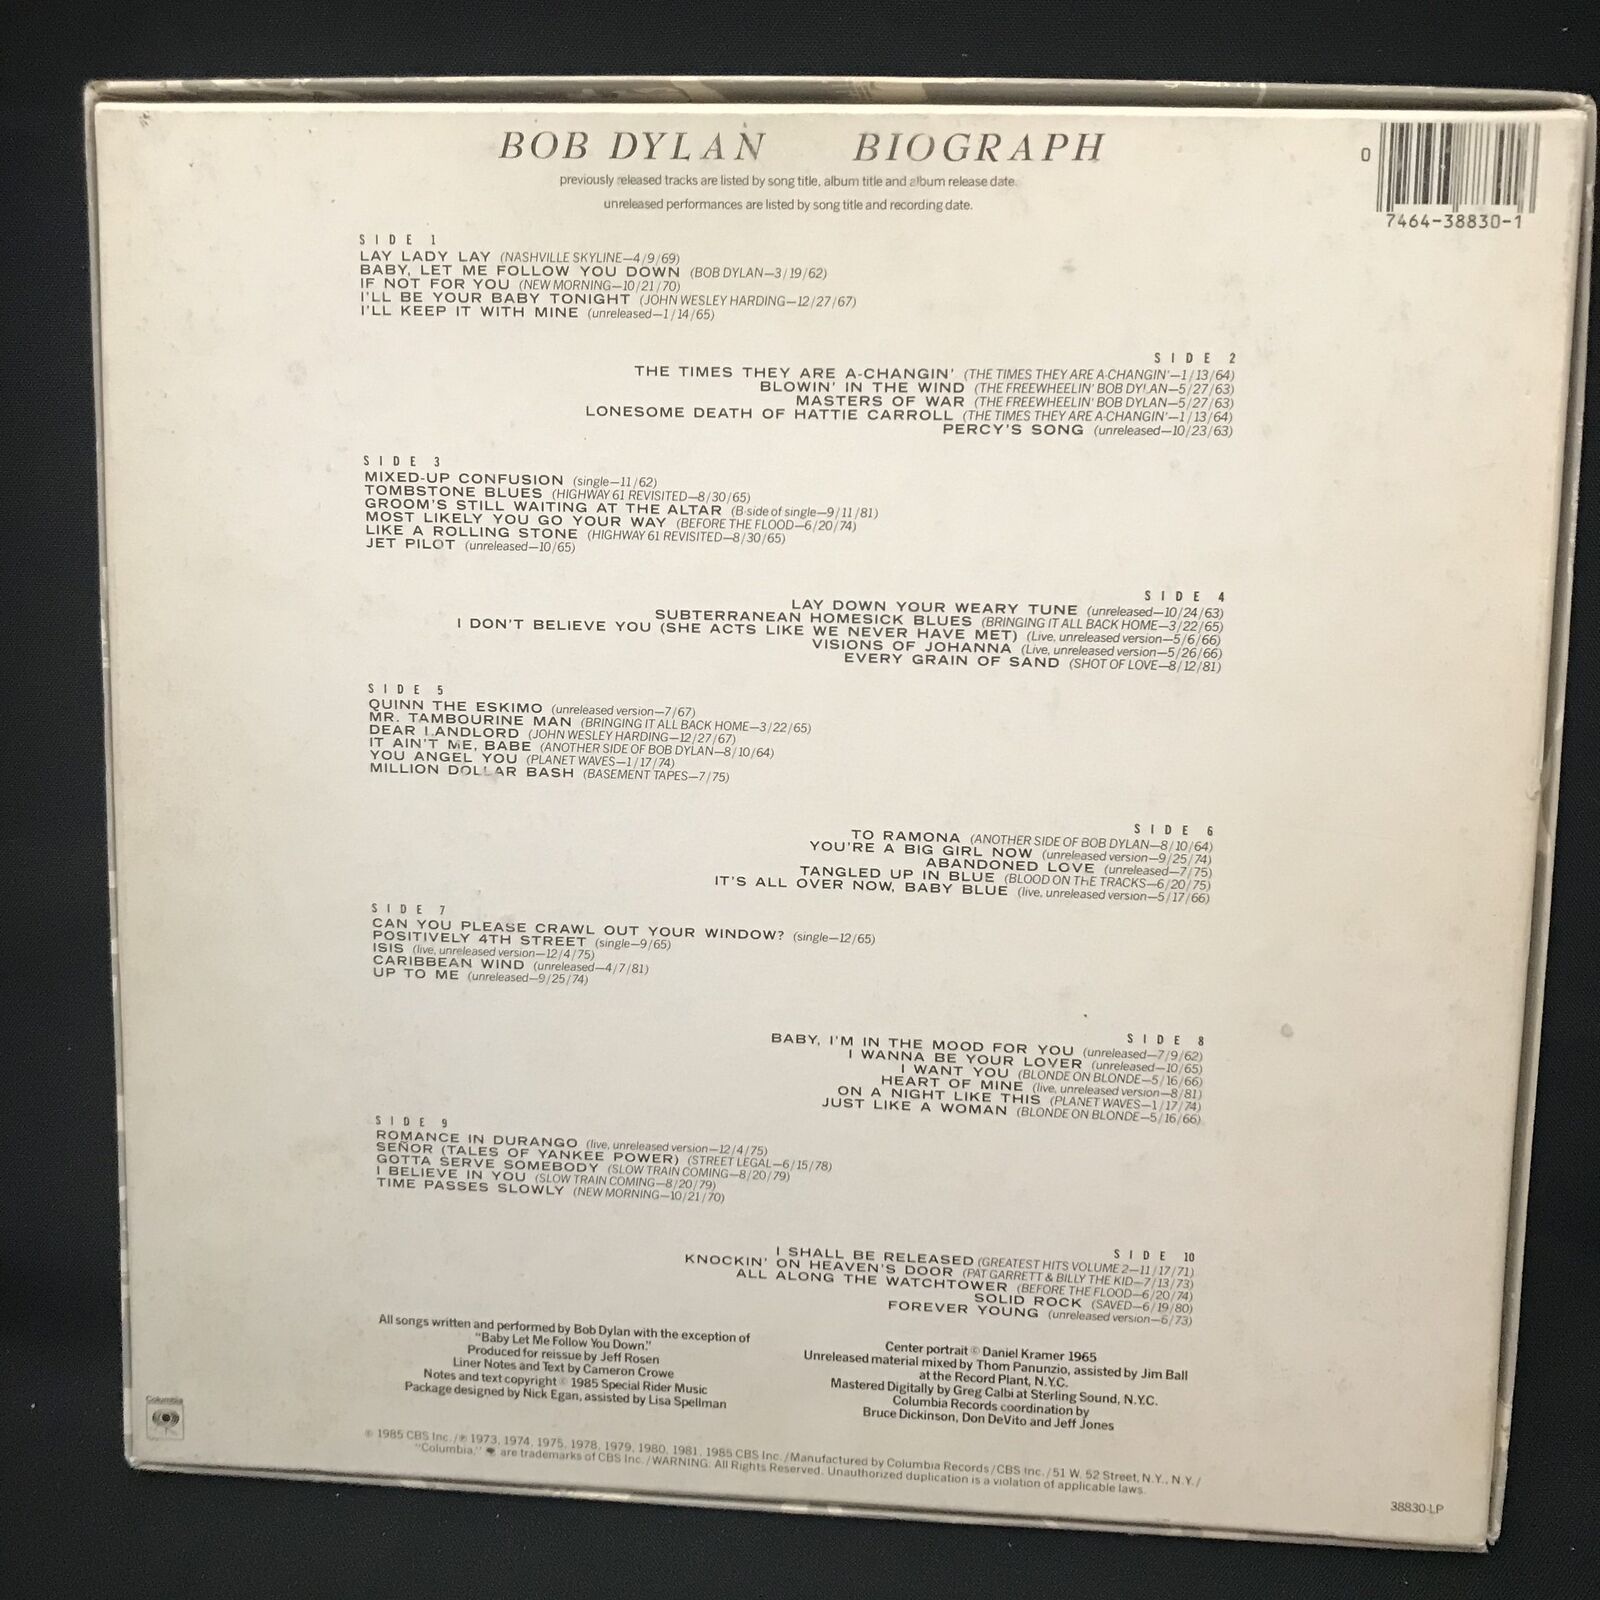 BOB DYLAN BIOGRAPH
previously released tracks are listed by song title, album title and album release date.
unreleased performances are listed by song title and recording date.
0
7464-38830-1
SIDE 1
LAY LADY LAY (NASHVILLE SKYLINE—4/9/69)
BABY, LET ME FOLLOW YOU DOWN (BOB DYLAN—3/19/62)
IF NOT FOR YOU (NEW MORNING—10/21/70)
I'LL BE YOUR BABY TONIGHT (JOHN WESLEY HARDING—12/27/67)
I'LL KEEP IT WITH MINE (unreleased—1/14/65)
SIDE 2
THE TIMES THEY ARE A-CHANGIN' (THE TIMES THEY ARE A-CHANGIN'—1/13/64)
BLOWIN' IN THE WIND (THE FREEWHEELIN' BOB DYLAN—5/27/63)
MASTERS OF WAR (THE FREEWHEELIN' BOB DYLAN—5/27/63)
LONESOME DEATH OF HATTIE CARROLL (THE TIMES THEY ARE A-CHANGIN'—1/13/64)
PERCY'S SONG (unreleased—10/23/63)
SIDE 3
MIXED-UP CONFUSION (single—11/62)
TOMBSTONE BLUES (HIGHWAY 61 REVISITED—8/30/65)
GROOM'S STILL WAITING AT THE ALTAR (B-side of single—9/11/81)
MOST LIKELY YOU GO YOUR WAY (BEFORE THE FLOOD—6/20/74)
LIKE A ROLLING STONE (HIGHWAY 61 REVISITED—8/30/65)
JET PILOT (unreleased—10/65)
SIDE 4
LAY DOWN YOUR WEARY TUNE (unreleased—10/24/63)
SUBTERRANEAN HOMESICK BLUES (BRINGING IT ALL BACK HOME—3/22/65)
I DON'T BELIEVE YOU (SHE ACTS LIKE WE NEVER HAVE MET) (Live, unreleased version—5/6/66)
VISIONS OF JOHANNA (Live, unreleased version—5/26/66)
EVERY GRAIN OF SAND (SHOT OF LOVE—8/12/81)
SIDE 5
QUINN THE ESKIMO (unreleased version—7/67)
MR. TAMBOURINE MAN (BRINGING IT ALL BACK HOME—3/22/65)
DEAR LANDLORD (JOHN WESLEY HARDING—12/27/67)
IT AIN'T ME, BABE (ANOTHER SIDE OF BOB DYLAN—8/10/64)
YOU ANGEL YOU (PLANET WAVES—1/17/74)
MILLION DOLLAR BASH (BASEMENT TAPES—7/75)
SIDE 6
TO RAMONA (ANOTHER SIDE OF BOB DYLAN—8/10/64)
YOU'RE A BIG GIRL NOW (unreleased version—9/25/74)
ABANDONED LOVE (unreleased—7/75)
TANGLED UP IN BLUE (BLOOD ON THE TRACKS—6/20/75)
IT'S ALL OVER NOW, BABY BLUE (live, unreleased version—5/17/66)
SIDE 7
CAN YOU PLEASE CRAWL OUT YOUR WINDOW? (single—12/65)
POSITIVELY 4TH STREET (single—9/65)
ISIS (live, unreleased version—12/4/75)
CARIBBEAN WIND (unreleased—4/7/81)
UP TO ME (unreleased—9/25/74)
SIDE 8
BABY, I'M IN THE MOOD FOR YOU (unreleased—7/9/62)
I WANNA BE YOUR LOVER (unreleased—10/65)
I WANT YOU (BLONDE ON BLONDE—5/16/66)
HEART OF MINE (live, unreleased version—8/81)
ON A NIGHT LIKE THIS (PLANET WAVES—1/17/74)
JUST LIKE A WOMAN (BLONDE ON BLONDE—5/16/66)
SIDE 9
ROMANCE IN DURANGO (live, unreleased version—12/4/75)
SEÑOR (TALES OF YANKEE POWER) (STREET LEGAL—6/15/78)
GOTTA SERVE SOMEBODY (SLOW TRAIN COMING—8/20/79)
I BELIEVE IN YOU (SLOW TRAIN COMING—8/20/79)
TIME PASSES SLOWLY (NEW MORNING—10/21/70)
SIDE 10
I SHALL BE RELEASED (GREATEST HITS VOLUME 2—11/17/71)
KNOCKIN' ON HEAVEN'S DOOR (PAT GARRETT & BILLY THE KID—7/13/73)
ALL ALONG THE WATCHTOWER (BEFORE THE FLOOD—6/20/74)
SOLID ROCK (SAVED—6/19/80)
FOREVER YOUNG (unreleased version—6/73)
All songs written and performed by Bob Dylan with the exception of
"Baby Let Me Follow You Down."
Produced for reissue by Jeff Rosen
Liner Notes and Text by Cameron Crowe
Notes and text copyright © 1985 Special Rider Music
Package designed by Nick Egan, assisted by Lisa Spellman
Center portrait © Daniel Kramer 1965
Unreleased material mixed by Thom Panunzio, assisted by Jim Ball
at the Record Plant, N.Y.C.
Mastered Digitally by Greg Calbi at Sterling Sound, N.Y.C.
Columbia Records coordination by
Bruce Dickinson, Don DeVito and Jeff Jones
Columbia
© 1985 CBS Inc./℗ 1973, 1974, 1975, 1978, 1979, 1980, 1981, 1985 CBS Inc./Manufactured by Columbia Records/CBS Inc./51 W. 52 Street, N.Y., N.Y./
"Columbia," are trademarks of CBS Inc./WARNING: All Rights Reserved. Unauthorized duplication is a violation of applicable laws.
38830-LP